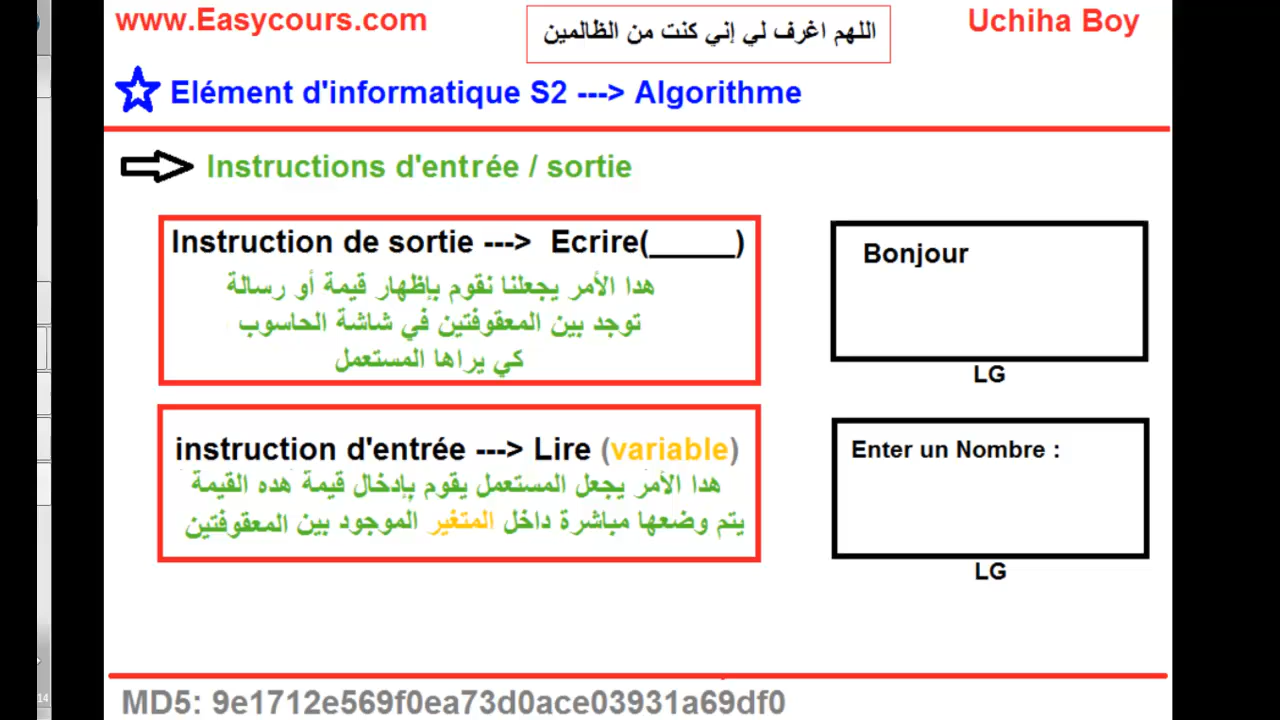 www.Easycours.com
اللهم اغرف لي إني كنت من الظالمين
Uchiha Boy
Elément d'informatique S2 ---> Algorithme
Instructions d'entrée / sortie
Instruction de sortie ---> Ecrire(_____)
هدا الأمر يجعلنا نقوم بإظهار قيمة أو رسالة
توجد بين المعقوفتين في شاشة الحاسوب
كي يراها المستعمل
Bonjour
LG
instruction d'entrée ---> Lire (variable)
هدا الأمر يجعل المستعمل يقوم بإدخال قيمة هده القيمة
يتم وضعها مباشرة داخل المتغير الموجود بين المعقوفتين
Enter un Nombre :
LG
MD5: 9e1712e569f0ea73d0ace03931a69df0
14